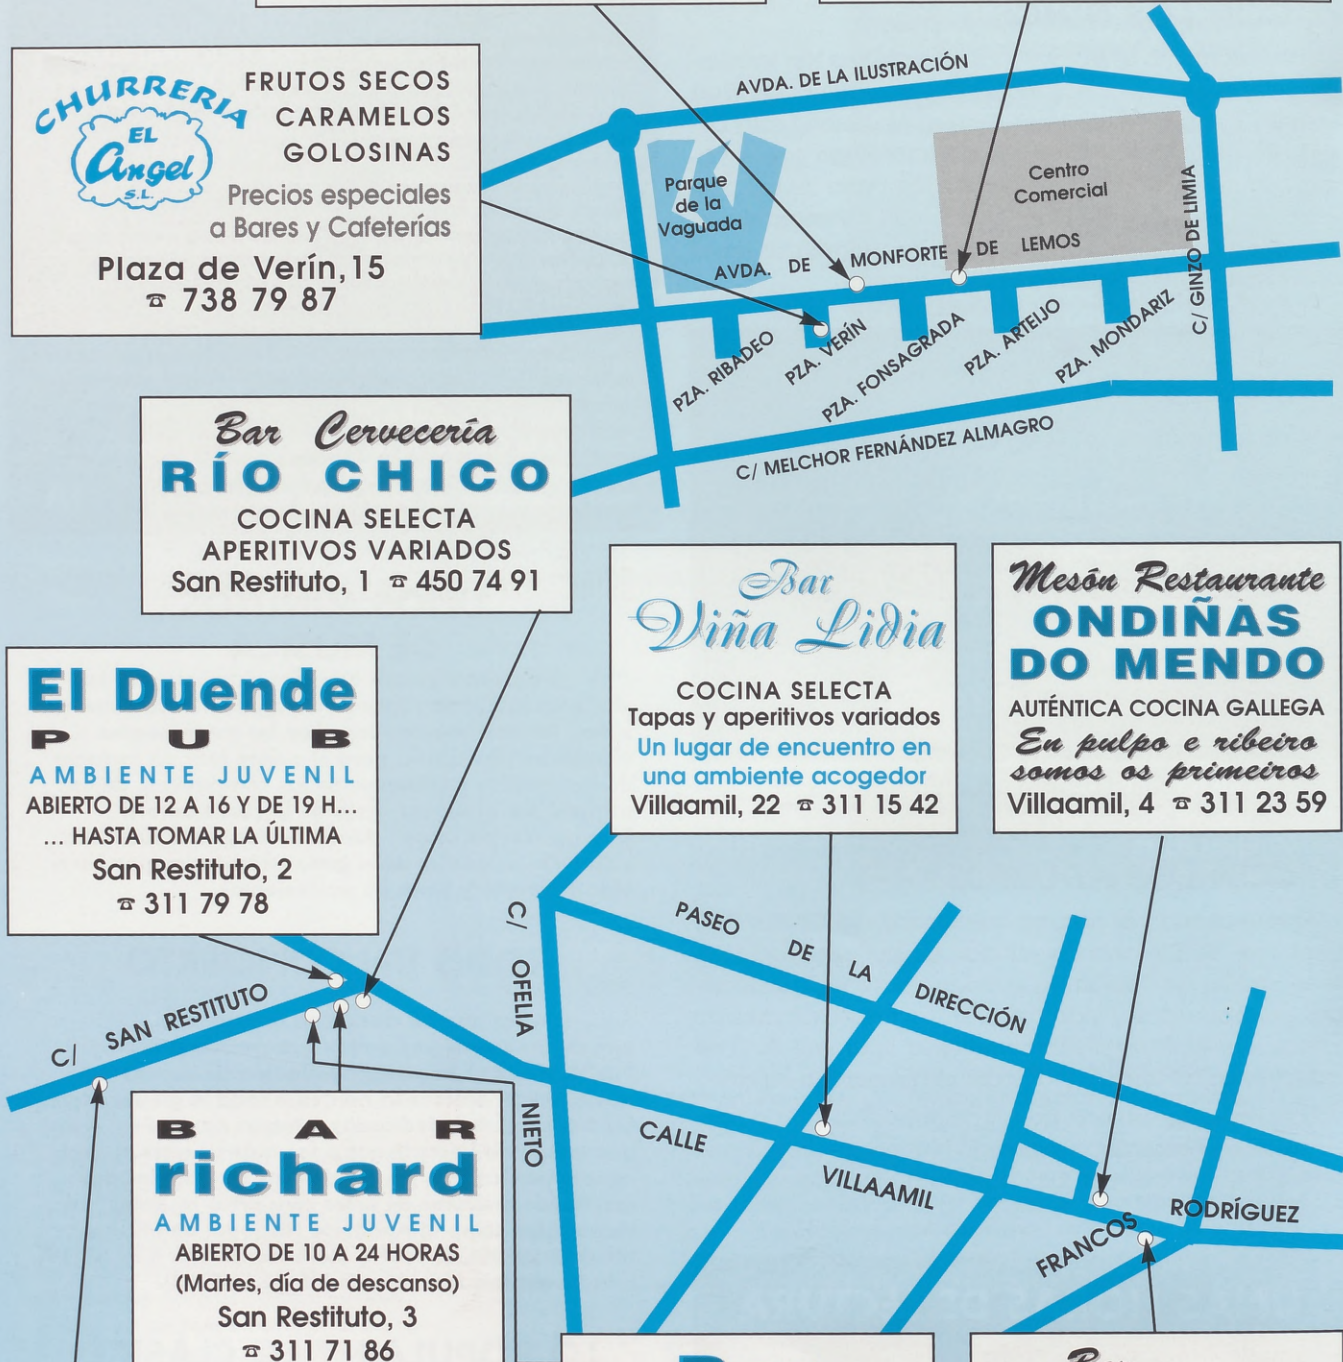 CHURRERIA
EL
Angel
S.L.
FRUTOS SECOS
CARAMELOS
GOLOSINAS
Precios especiales
a Bares y Cafeterías
Plaza de Verín, 15
☎ 738 79 87
AVDA. DE LA ILUSTRACIÓN
Parque
de la
Vaguada
Centro
Comercial
AVDA. DE MONFORTE DE LEMOS
C/ GINZO DE LIMIA
PZA. RIBADEO
PZA. VERÍN
PZA. FONSAGRADA
PZA. ARTEIJO
PZA. MONDARIZ
C/ MELCHOR FERNÁNDEZ ALMAGRO
Bar Cervecería
RÍO CHICO
COCINA SELECTA
APERITIVOS VARIADOS
San Restituto, 1 ☎ 450 74 91
Bar
Viña Lidia
COCINA SELECTA
Tapas y aperitivos variados
Un lugar de encuentro en
una ambiente acogedor
Villaamil, 22 ☎ 311 15 42
Mesón Restaurante
ONDIÑAS
DO MENDO
AUTÉNTICA COCINA GALLEGA
En pulpo e ribeiro
somos os primeiros
Villaamil, 4 ☎ 311 23 59
El Duende
PUB
AMBIENTE JUVENIL
ABIERTO DE 12 A 16 Y DE 19 H...
... HASTA TOMAR LA ÚLTIMA
San Restituto, 2
☎ 311 79 78
C/ SAN RESTITUTO
C/ OFELIA NIETO
PASEO DE LA DIRECCIÓN
CALLE VILLAAMIL
FRANCOS RODRÍGUEZ
BAR
richard
AMBIENTE JUVENIL
ABIERTO DE 10 A 24 HORAS
(Martes, día de descanso)
San Restituto, 3
☎ 311 71 86